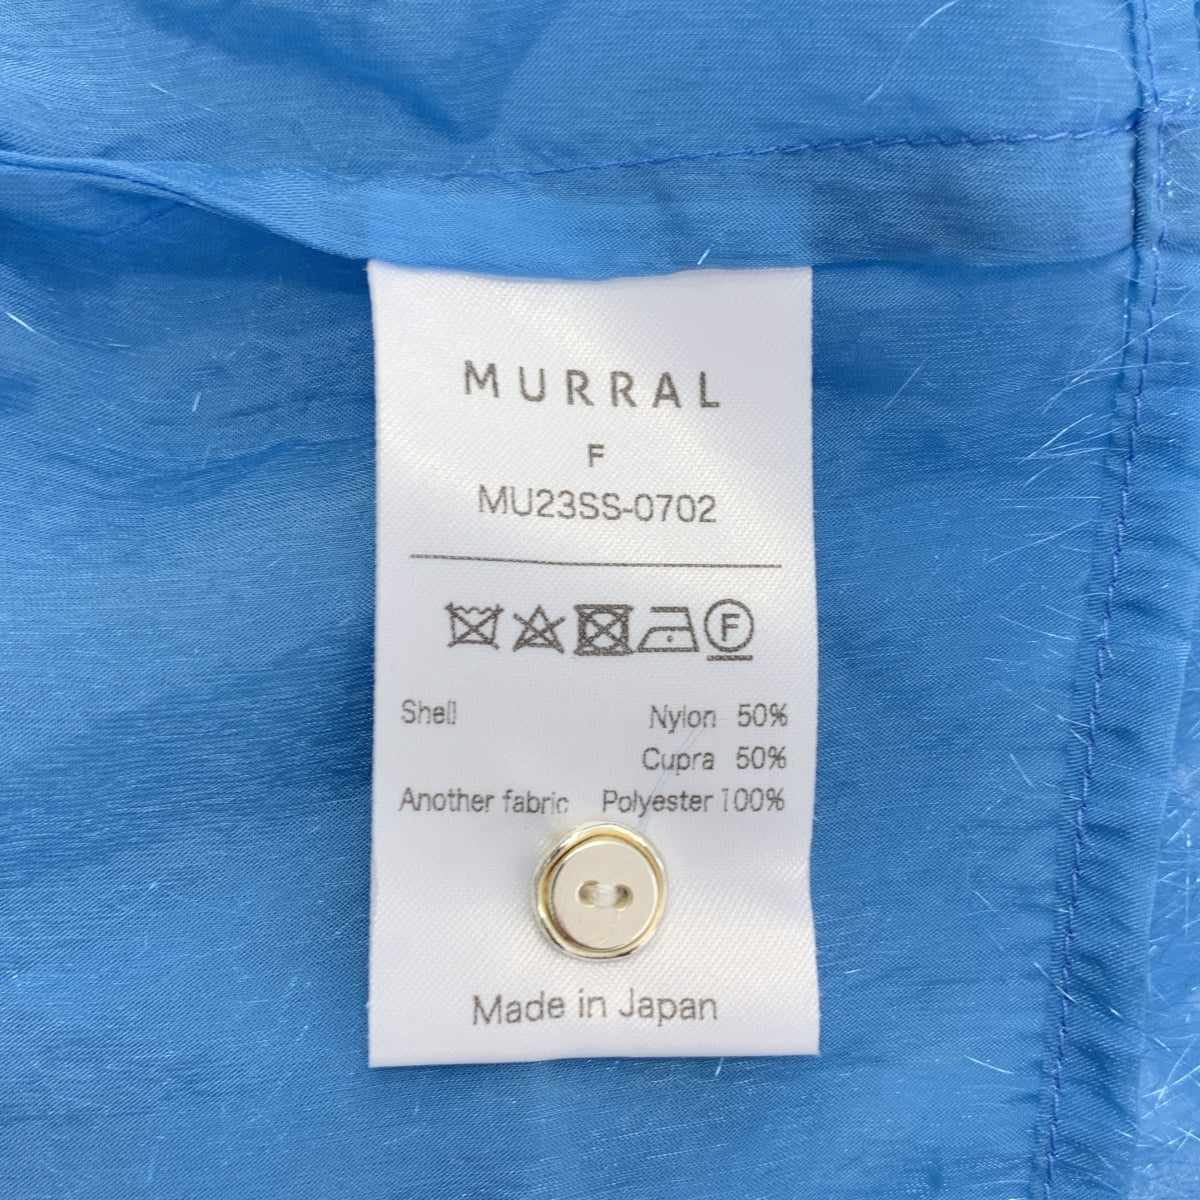 MURRAL
F
MU23SS-0702
F
Shell Nylon 50%
Cupra 50%
Another fabric Polyester 100%
Made in Japan